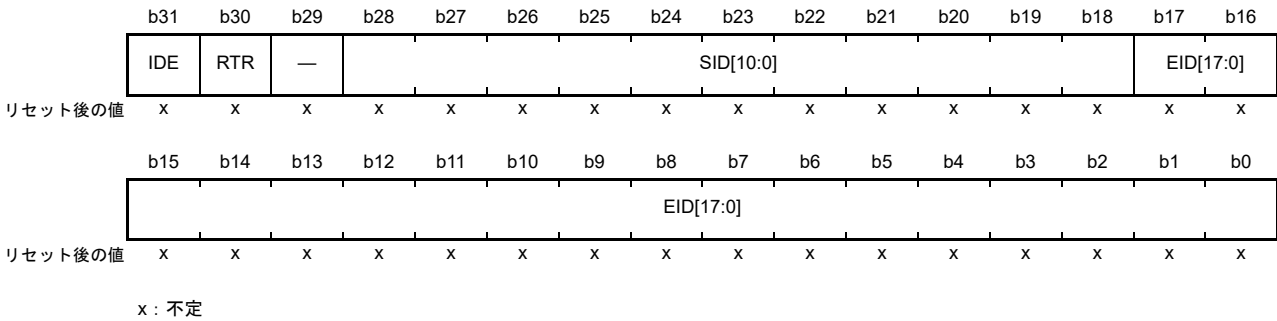 b31 b30 b29 b28 b27 b26 b25 b24 b23 b22 b21 b20 b19 b18 b17 b16
IDE RTR — SID[10:0] EID[17:0]
リセット後の値 x x x x x x x x x x x x x x x x
b15 b14 b13 b12 b11 b10 b9 b8 b7 b6 b5 b4 b3 b2 b1 b0
EID[17:0]
リセット後の値 x x x x x x x x x x x x x x x x
x：不定